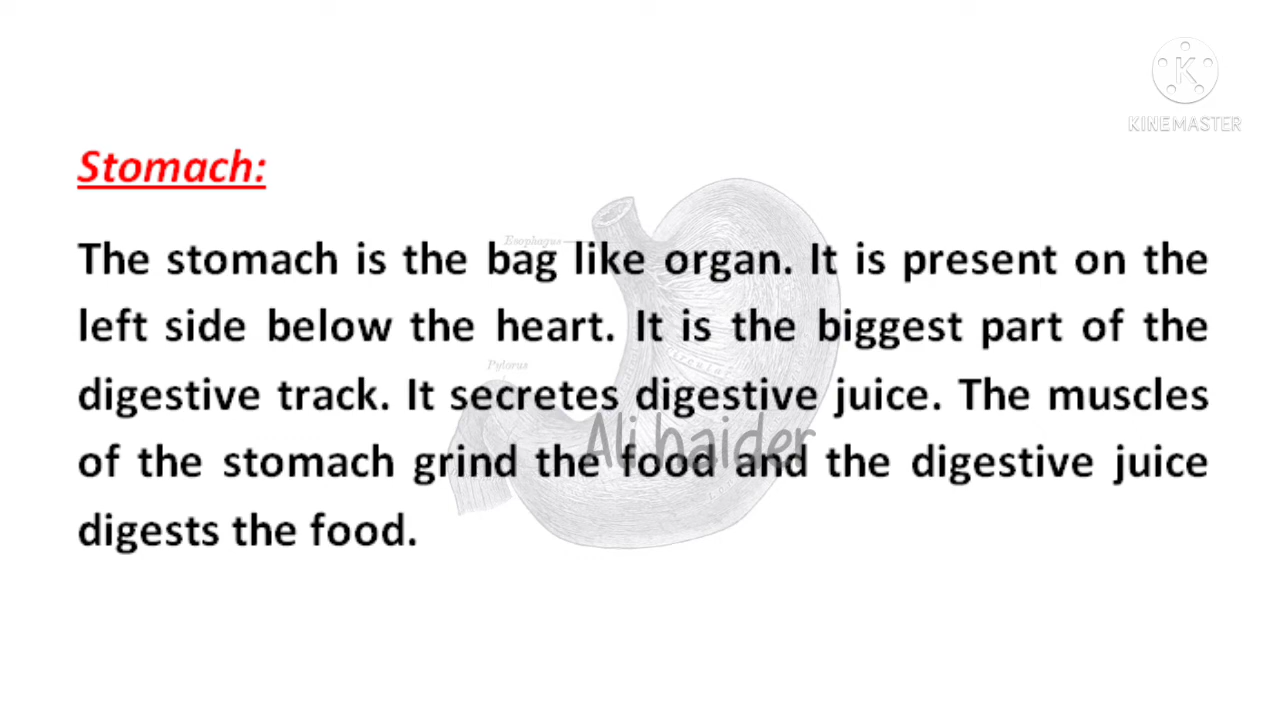 KINEMASTER
Stomach:
Esophagus
The stomach is the bag like organ. It is present on the
left side below the heart. It is the biggest part of the
Pylorus
digestive track. It secretes digestive juice. The muscles
Ali haider
of the stomach grind the food and the digestive juice
digests the food.